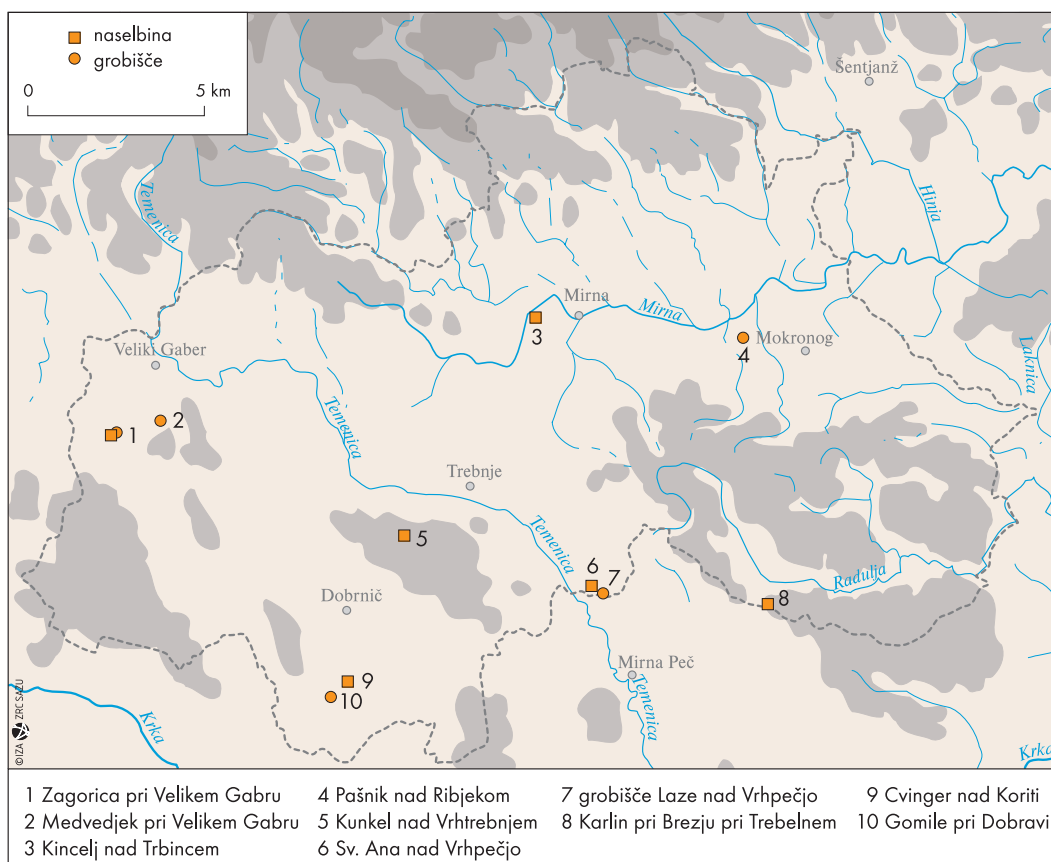 naselbina
grobišče
0 5 km
Šentjanž
Temenica
Hinja
Mirna
Mirna
3
Mokronog
4
Laknica
Veliki Gaber
1
2
Temenica
Trebnje
5
Temenica
6
7
Radulja
8
Dobrnič
Mirna Peč
Temenica
9
10
Krka
Krka
©IZA ZRC SAZU
1 Zagorica pri Velikem Gabru
2 Medvedjek pri Velikem Gabru
3 Kincelj nad Trbincem
4 Pašnik nad Ribjekom
5 Kunkel nad Vrhtrebnjem
6 Sv. Ana nad Vrhpečjo
7 grobišče Laze nad Vrhpečjo
8 Karlin pri Brezju pri Trebelnem
9 Cvinger nad Koriti
10 Gomile pri Dobravi